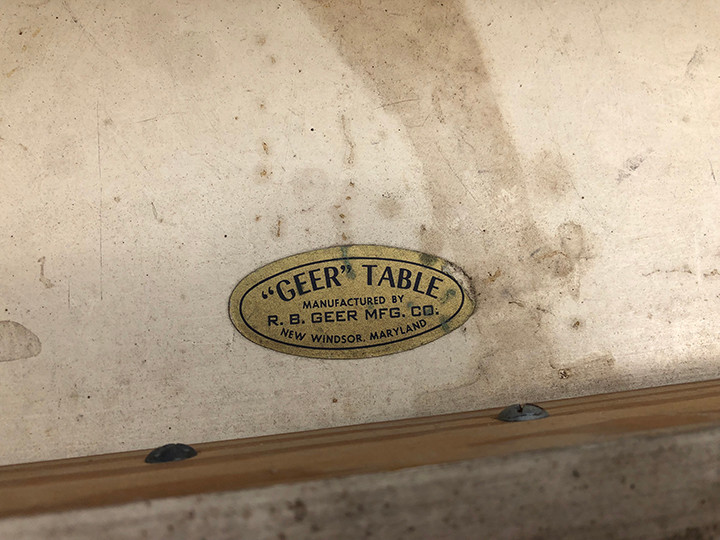 "GEER" TABLE
MANUFACTURED BY
R. B. GEER MFG. CO.
NEW WINDSOR, MARYLAND